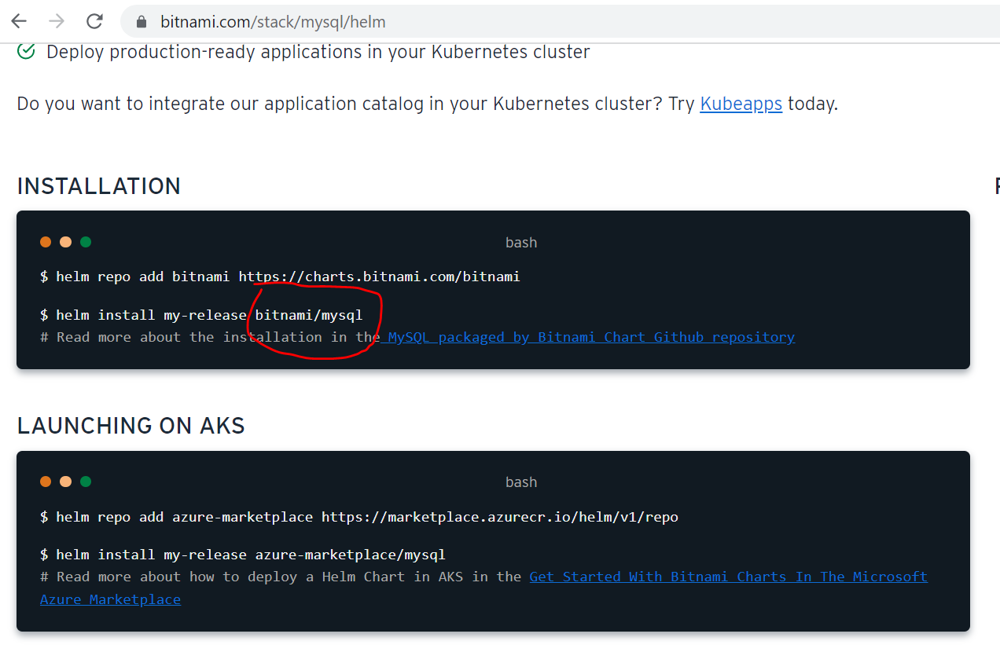 bitnami.com/stack/mysql/helm
Deploy production-ready applications in your Kubernetes cluster
Do you want to integrate our application catalog in your Kubernetes cluster? Try Kubeapps today.
INSTALLATION
bash
$ helm repo add bitnami https://charts.bitnami.com/bitnami
$ helm install my-release bitnami/mysql
# Read more about the installation in the MySQL packaged by Bitnami Chart Github repository
LAUNCHING ON AKS
bash
$ helm repo add azure-marketplace https://marketplace.azurecr.io/helm/v1/repo
$ helm install my-release azure-marketplace/mysql
# Read more about how to deploy a Helm Chart in AKS in the Get Started With Bitnami Charts In The Microsoft
Azure Marketplace